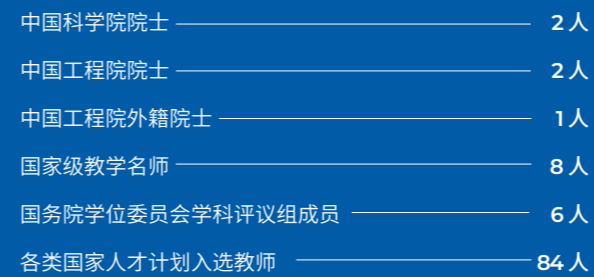 中国科学院院士 2人
中国工程院院士 2人
中国工程院外籍院士 1人
国家级教学名师 8人
国务院学位委员会学科评议组成员 6人
各类国家人才计划入选教师 84人